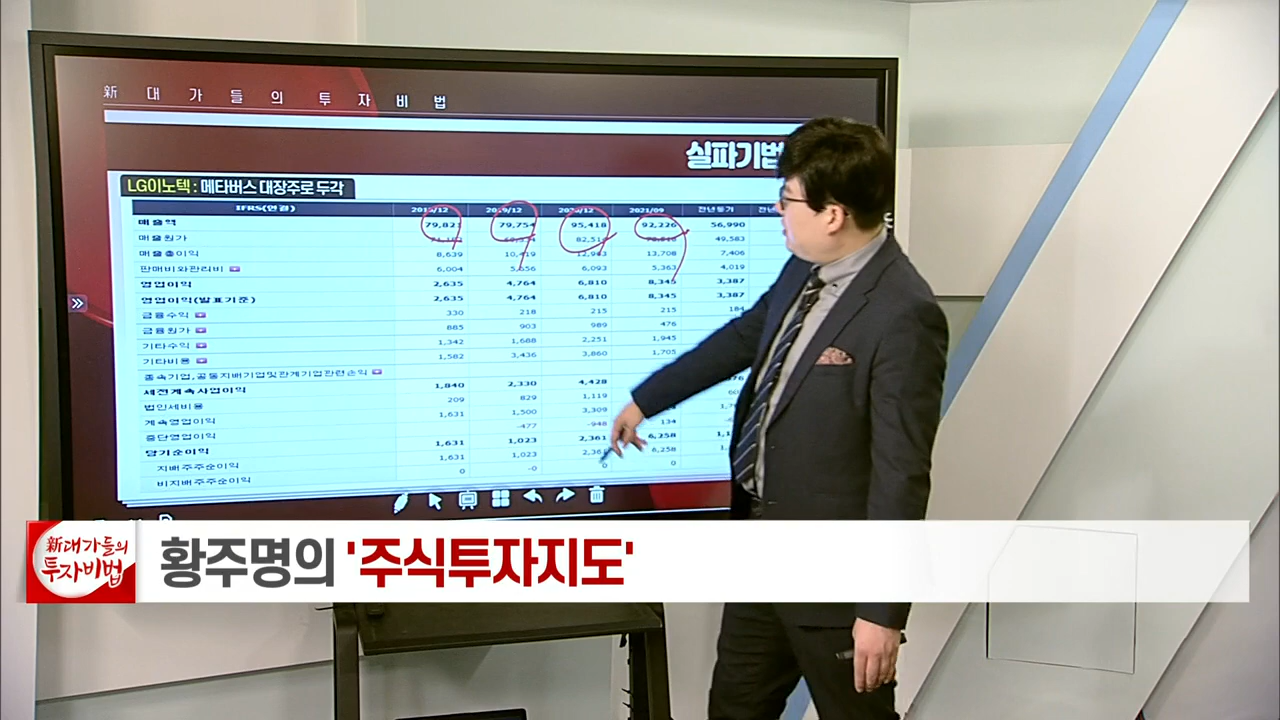 新 대 가 들 의 투 자 비 법
실파기법
LG이노텍 : 메타버스 대장주로 두각
IFRS(연결) 2018/12 2019/12 2020/12 2021/09 전년동기
매출액 79,821 79,754 95,418 92,226 56,990
매출원가 49,583
매출총이익 8,639 10,419 12,903 13,708 7,406
판매비와관리비 6,004 5,656 6,093 5,363 4,019
영업이익 2,635 4,764 6,810 8,345 3,387
영업이익(발표기준) 2,635 4,764 6,810 8,345 3,387
금융수익 330 218 215 215 184
금융원가 885 903 989 476
기타수익 1,342 1,688 2,251 1,945
기타비용 1,582 3,436 3,860 1,705
종속기업,공동지배기업및관계기업관련손익
세전계속사업이익 1,840 2,330 4,428
법인세비용 209 829 1,119
계속영업이익 1,631 1,500 3,309
중단영업이익 -477 -948 134
당기순이익 1,631 1,023 2,361 6,258
지배주주순이익 1,631 1,023 2,361 6,258
비지배주주순이익 0 -0 0 0
新대가들의
투자비법
황주명의 '주식투자지도'